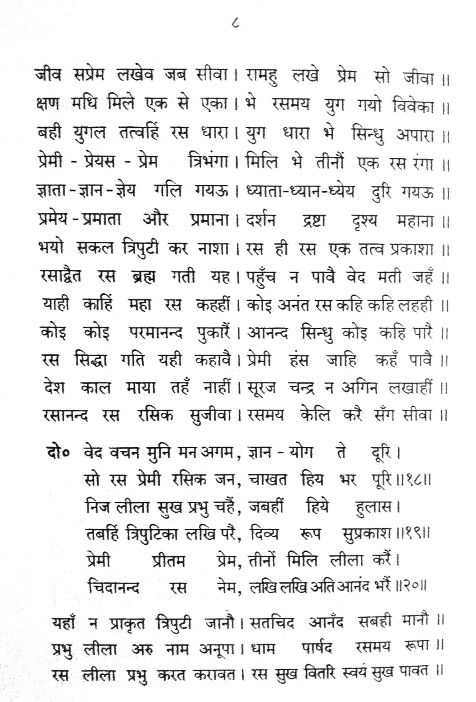 ८
जीव सप्रेम लखेव जब सीवा। रामहु लखे प्रेम सो जीवा॥
क्षण मधि मिले एक से एका। भे रसमय युग गयो विवेका॥
बही युगल तत्वहिं रस धारा। युग धारा भे सिन्धु अपारा॥
प्रेमी - प्रेयस - प्रेम त्रिभंगा। मिलि भे तीनौं एक रस रंगा॥
ज्ञाता-ज्ञान-ज्ञेय गलि गयऊ। ध्याता-ध्यान-ध्येय दुरि गयऊ॥
प्रमेय-प्रमाता और प्रमाना। दर्शन द्रष्टा दृश्य महाना॥
भयो सकल त्रिपुटी कर नाशा। रस ही रस एक तत्व प्रकाशा॥
रसाद्वैत रस ब्रह्म गती यह। पहुँच न पावै वेद मती जहँ॥
याही काहिं महा रस कहहीं। कोइ अनंत रस कहि कहि लहही॥
कोइ कोइ परमानन्द पुकारैं। आनन्द सिन्धु कोइ कहि पारै॥
रस सिद्धा गति यही कहावै। प्रेमी हंस जाहि कहँ पावै॥
देश काल माया तहँ नाहीं। सूरज चन्द्र न अगिन लखाहीं॥
रसानन्द रस रसिक सुजीवा। रसमय केलि करै सँग सीवा॥
दो० वेद वचन मुनि मन अगम, ज्ञान - योग ते दूरि।
सो रस प्रेमी रसिक जन, चाखत हिय भर पूरि॥१८॥
निज लीला सुख प्रभु चहैं, जबहीं हिये हुलास।
तबहिं त्रिपुटिका लखि परै, दिव्य रूप सुप्रकाश॥१९॥
प्रेमी प्रीतम प्रेम, तीनों मिलि लीला करैं।
चिदानन्द रस नेम, लखि लखि अति आनंद भरैं॥२०॥
यहाँ न प्राकृत त्रिपुटी जानौ। सतचिद आनँद सबही मानौ॥
प्रभु लीला अरु नाम अनूपा। धाम पार्षद रसमय रूपा॥
रस लीला प्रभु करत करावत। रस सुख वितरि स्वयं सुख पावत॥